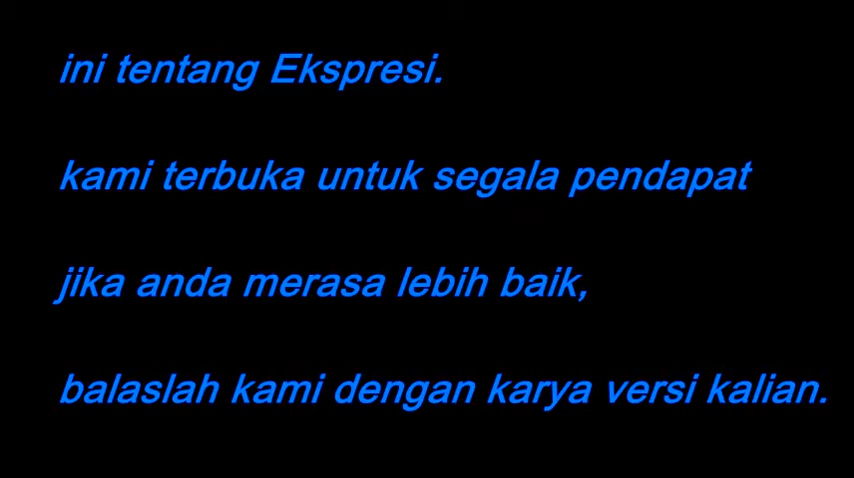 ini tentang Ekspresi.
kami terbuka untuk segala pendapat
jika anda merasa lebih baik,
balaslah kami dengan karya versi kalian.